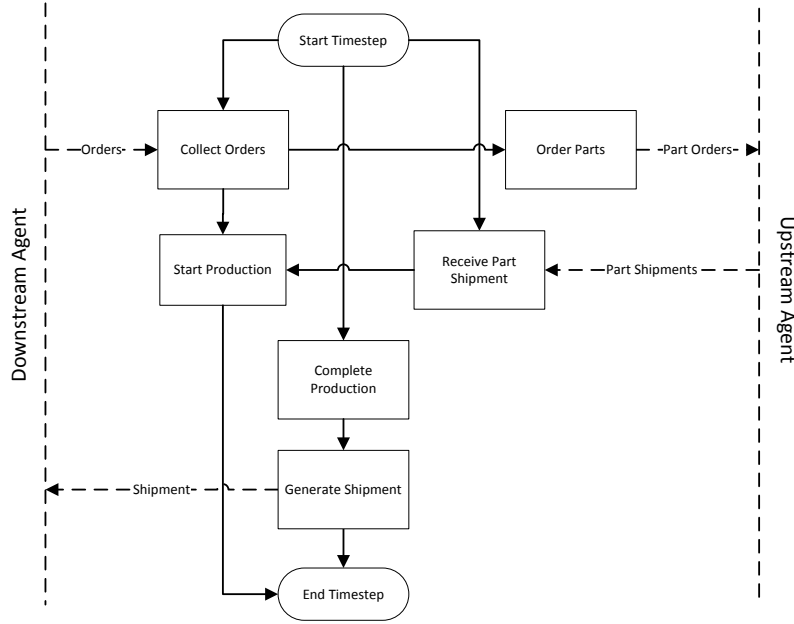 Start Timestep
Orders
Collect Orders
Order Parts
Part Orders
Downstream Agent
Upstream Agent
Start Production
Receive Part
Shipment
Part Shipments
Complete
Production
Shipment
Generate Shipment
End Timestep